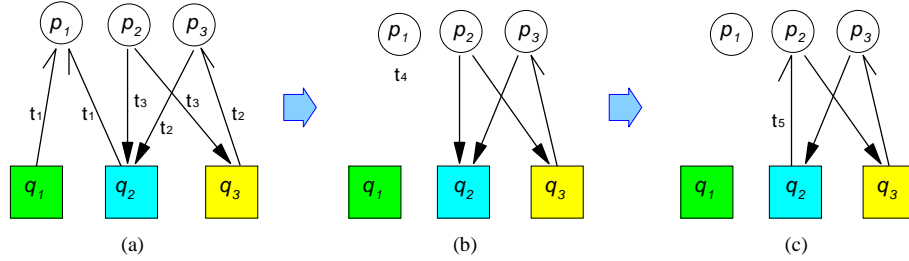 p1 p2 p3
t1 t1 t3 t2 t3 t2
q1 q2 q3
(a)
p1 p2 p3
t4
q1 q2 q3
(b)
p1 p2 p3
t5
q1 q2 q3
(c)